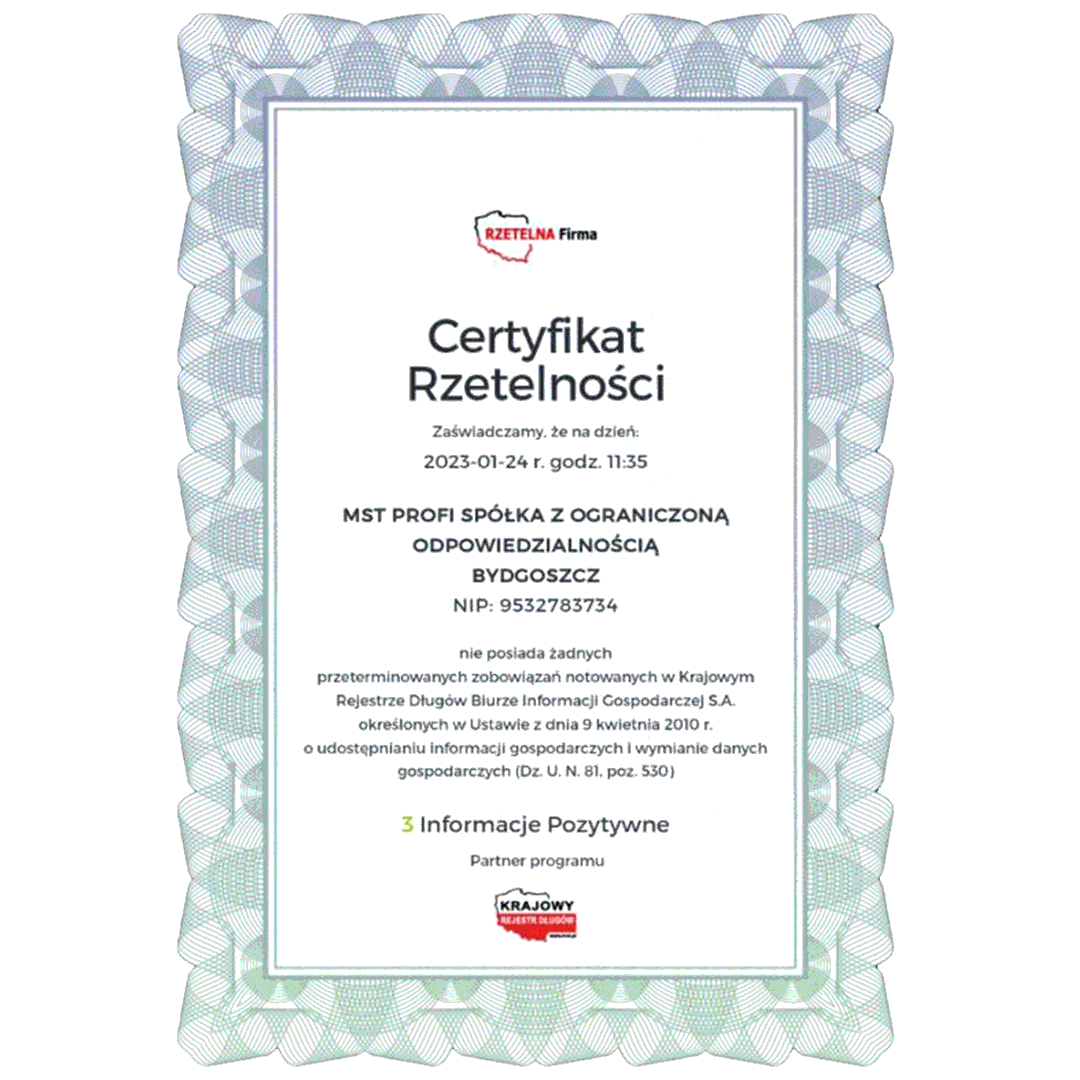 RZETELNA Firma
Certyfikat
Rzetelności
Zaświadczamy, że na dzień:
2023-01-24 r. godz. 11:35
MST PROFI SPÓŁKA Z OGRANICZONĄ
ODPOWIEDZIALNOŚCIĄ
BYDGOSZCZ
NIP: 9532783734
nie posiada żadnych
przeterminowanych zobowiązań notowanych w Krajowym
Rejestrze Długów Biurze Informacji Gospodarczej S.A.
określonych w Ustawie z dnia 9 kwietnia 2010 r.
o udostępnianiu informacji gospodarczych i wymianie danych
gospodarczych (Dz. U. N. 81, poz. 530)
3 Informacje Pozytywne
Partner programu
KRAJOWY
REJESTR DŁUGÓW